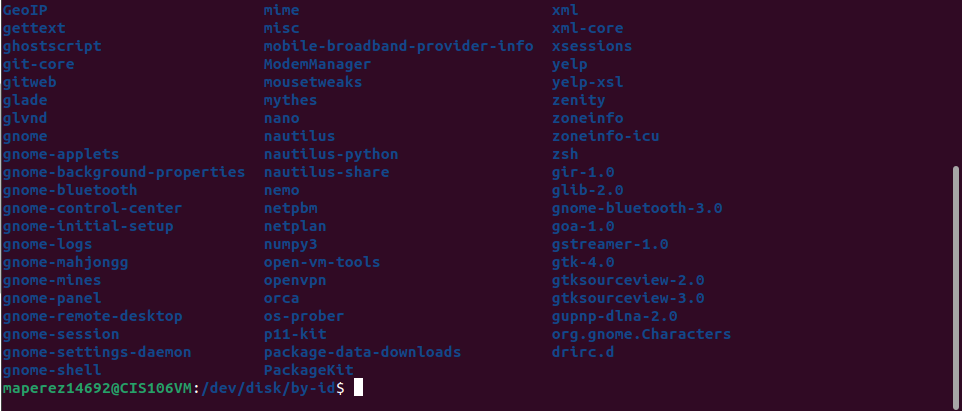 GeoIP mime xml
gettext misc xml-core
ghostscript mobile-broadband-provider-info xsessions
git-core ModemManager yelp
gitweb mousetweaks yelp-xsl
glade mythes zenity
glvnd nano zoneinfo
gnome nautilus zoneinfo-icu
gnome-applets nautilus-python zsh
gnome-background-properties nautilus-share gir-1.0
gnome-bluetooth nemo glib-2.0
gnome-control-center netpbm gnome-bluetooth-3.0
gnome-initial-setup netplan goa-1.0
gnome-logs numpy3 gstreamer-1.0
gnome-mahjongg open-vm-tools gtk-4.0
gnome-mines openvpn gtksourceview-2.0
gnome-panel orca gtksourceview-3.0
gnome-remote-desktop os-prober gupnp-dlna-2.0
gnome-session p11-kit org.gnome.Characters
gnome-settings-daemon package-data-downloads drirc.d
gnome-shell PackageKit
maperez14692@CIS106VM:/dev/disk/by-id$